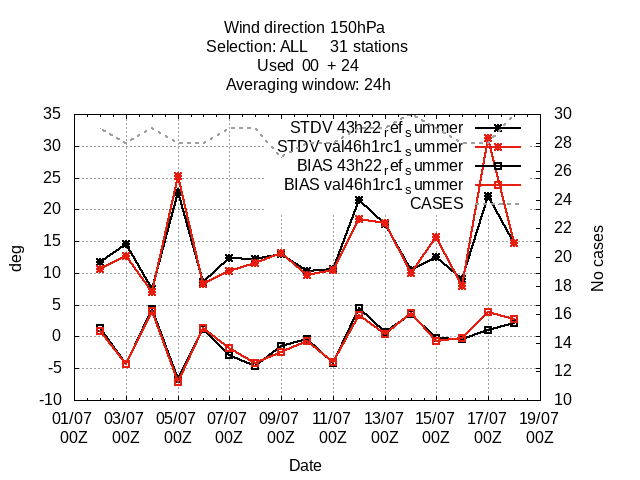 Wind direction 150hPa
Selection: ALL 31 stations
Used 00 + 24
Averaging window: 24h
35
30
25
20
15
10
5
0
-5
-10
deg
30
28
26
24
22
20
18
16
14
12
10
No cases
STDV 43h22_ref_summer
STDV val46h1rc1_summer
BIAS 43h22_ref_summer
BIAS val46h1rc1_summer
CASES
01/07 03/07 05/07 07/07 09/07 11/07 13/07 15/07 17/07 19/07
00Z 00Z 00Z 00Z 00Z 00Z 00Z 00Z 00Z 00Z
Date